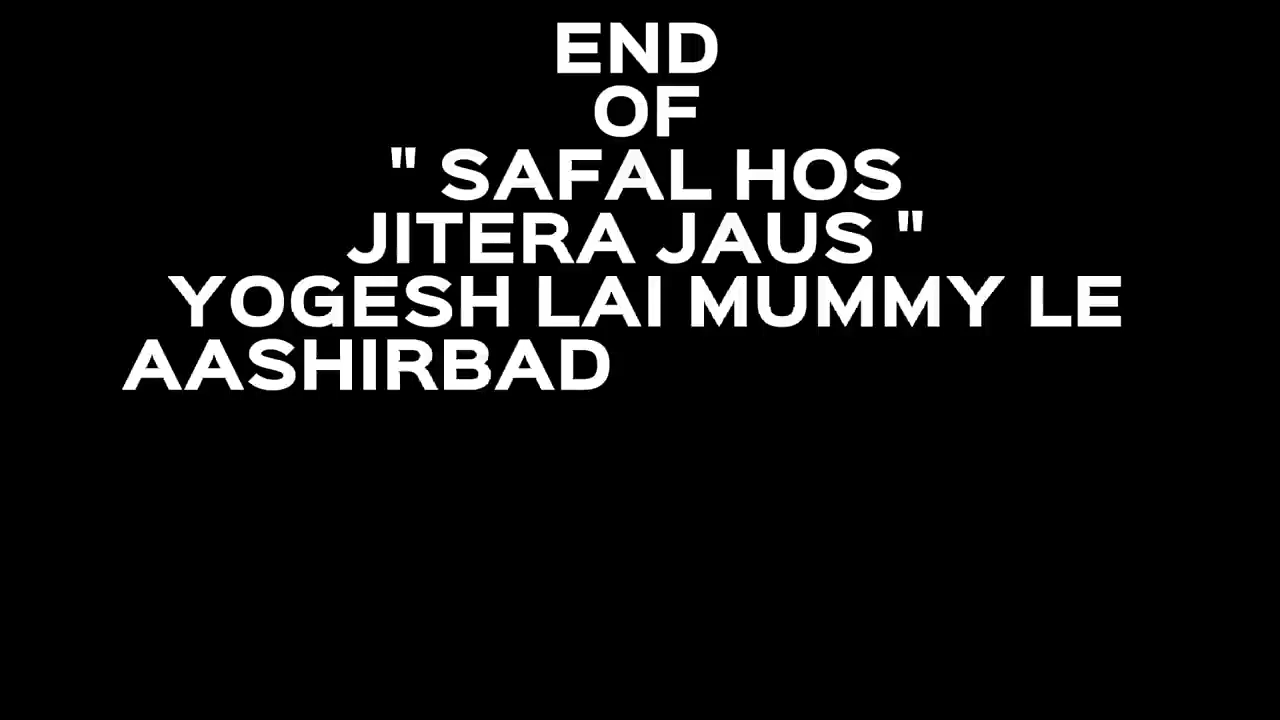 END
OF
" SAFAL HOS
JITERA JAUS "
YOGESH LAI MUMMY LE
AASHIRBAD